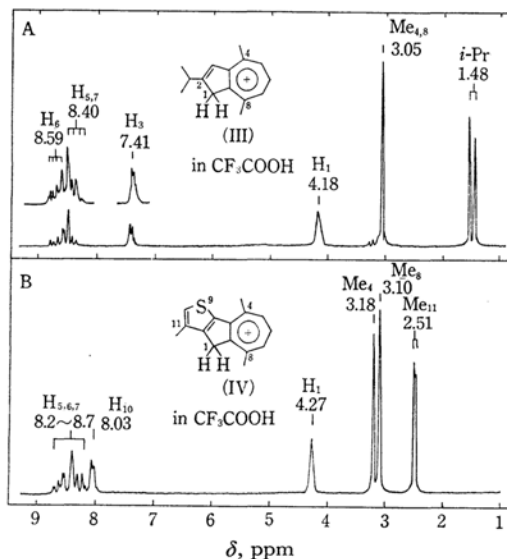 A
Me₄,₈
3.05
i-Pr
1.48
H₅,₇
8.40
H₆
8.59
H₃
7.41
4
2
1
8
H H
(III)
in CF₃COOH
H₁
4.18
B
Me₈
3.10
Me₄
3.18
Me₁₁
2.51
S⁹
4
11
1
8
H H
(IV)
in CF₃COOH
H₅,₆,₇
8.2～8.7
H₁₀
8.03
H₁
4.27
9 8 7 6 5 4 3 2 1
δ, ppm